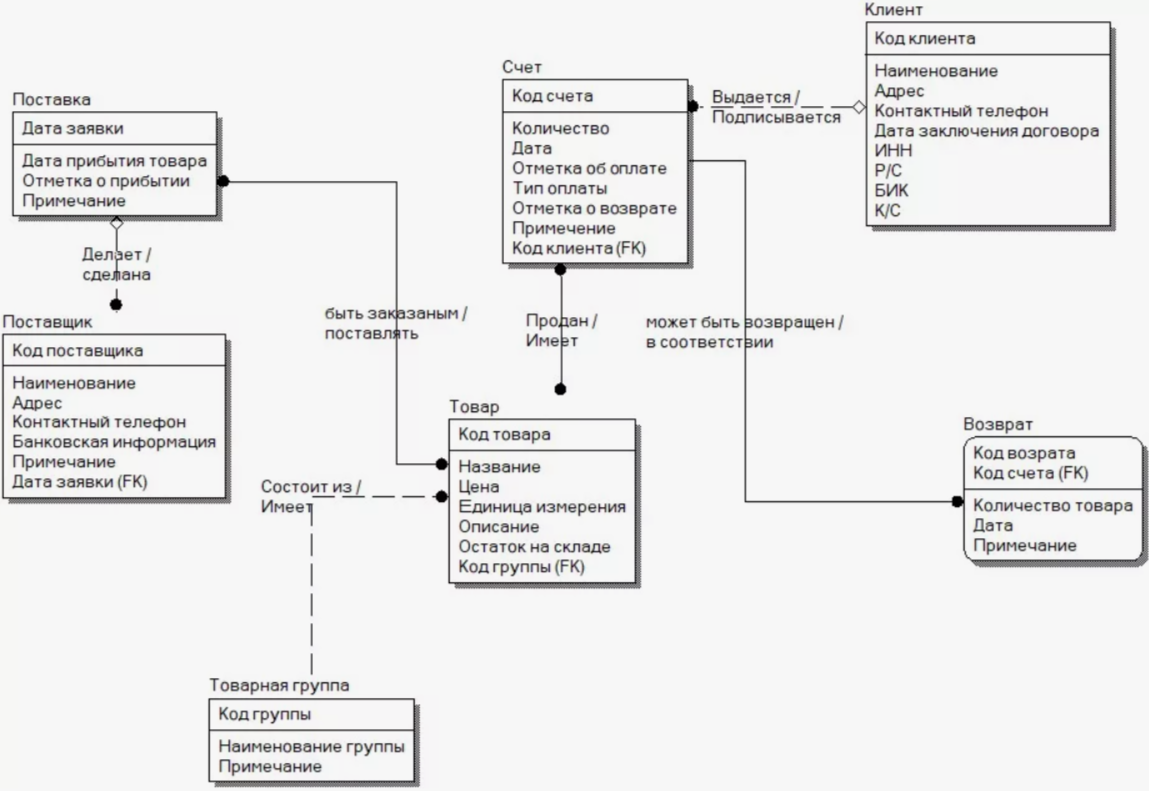 Клиент
Код клиента
Наименование
Адрес
Контактный телефон
Дата заключения договора
ИНН
Р/С
БИК
К/С
Счет
Код счета
Количество
Дата
Отметка об оплате
Тип оплаты
Отметка о возврате
Примечение
Код клиента (FK)
Выдается /
Подписывается
Поставка
Дата заявки
Дата прибытия товара
Отметка о прибытии
Примечание
Делает /
сделана
Поставщик
Код поставщика
Наименование
Адрес
Контактный телефон
Банковская информация
Примечание
Дата заявки (FK)
быть заказаным /
поставлять
Продан /
Имеет
может быть возвращен /
в соответствии
Товар
Код товара
Название
Цена
Единица измерения
Описание
Остаток на складе
Код группы (FK)
Состоит из /
Имеет
Возврат
Код возрата
Код счета (FK)
Количество товара
Дата
Примечание
Товарная группа
Код группы
Наименование группы
Примечание